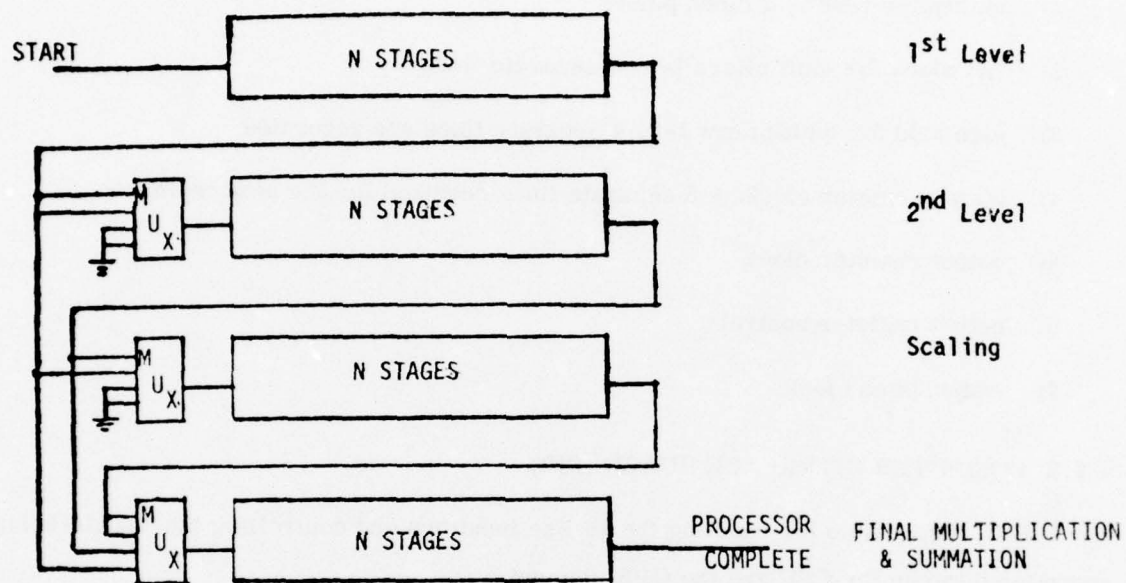 START
N STAGES
1st Level
M
U
X
N STAGES
2nd Level
M
U
X
N STAGES
Scaling
M
U
X
N STAGES
PROCESSOR
COMPLETE
FINAL MULTIPLICATION
& SUMMATION